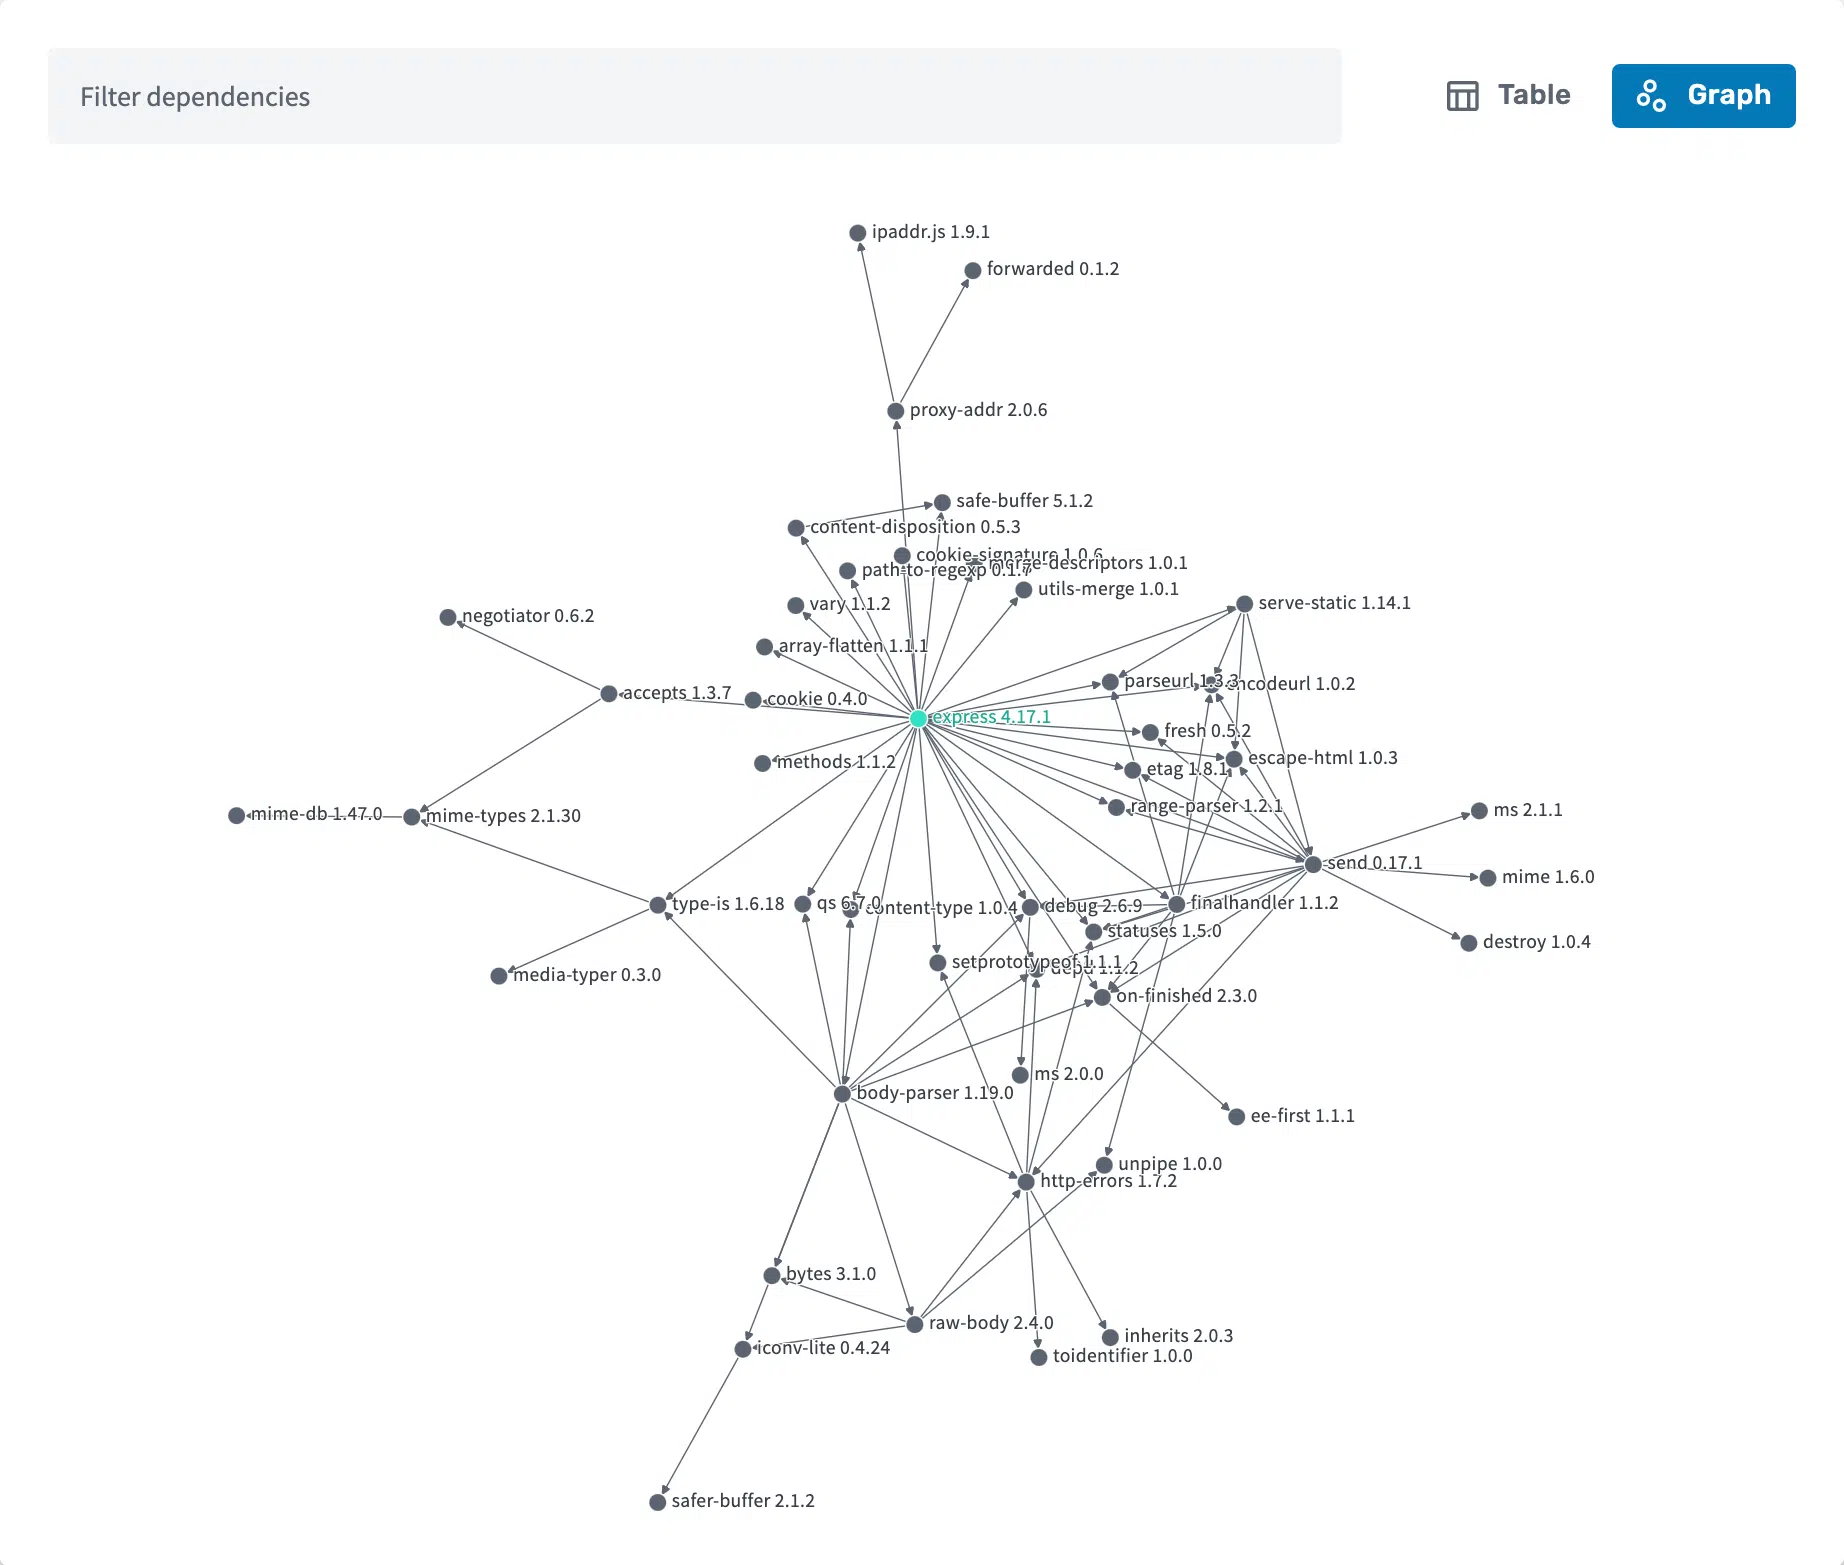 Filter dependencies
Table
Graph
ipaddr.js 1.9.1
forwarded 0.1.2
proxy-addr 2.0.6
safe-buffer 5.1.2
content-disposition 0.5.3
cookie-signature 1.0.6
merge-descriptors 1.0.1
path-to-regexp 0.1.7
utils-merge 1.0.1
vary 1.1.2
serve-static 1.14.1
negotiator 0.6.2
array-flatten 1.1.1
parseurl 1.3.3
encodeurl 1.0.2
accepts 1.3.7
cookie 0.4.0
express 4.17.1
fresh 0.5.2
escape-html 1.0.3
methods 1.1.2
etag 1.8.1
range-parser 1.2.1
ms 2.1.1
mime-db 1.47.0
mime-types 2.1.30
send 0.17.1
mime 1.6.0
type-is 1.6.18
qs 6.7.0
content-type 1.0.4
debug 2.6.9
finalhandler 1.1.2
statuses 1.5.0
destroy 1.0.4
setprototypeof 1.1.1
depd 1.1.2
media-typer 0.3.0
on-finished 2.3.0
ms 2.0.0
body-parser 1.19.0
ee-first 1.1.1
unpipe 1.0.0
http-errors 1.7.2
bytes 3.1.0
raw-body 2.4.0
inherits 2.0.3
iconv-lite 0.4.24
toidentifier 1.0.0
safer-buffer 2.1.2